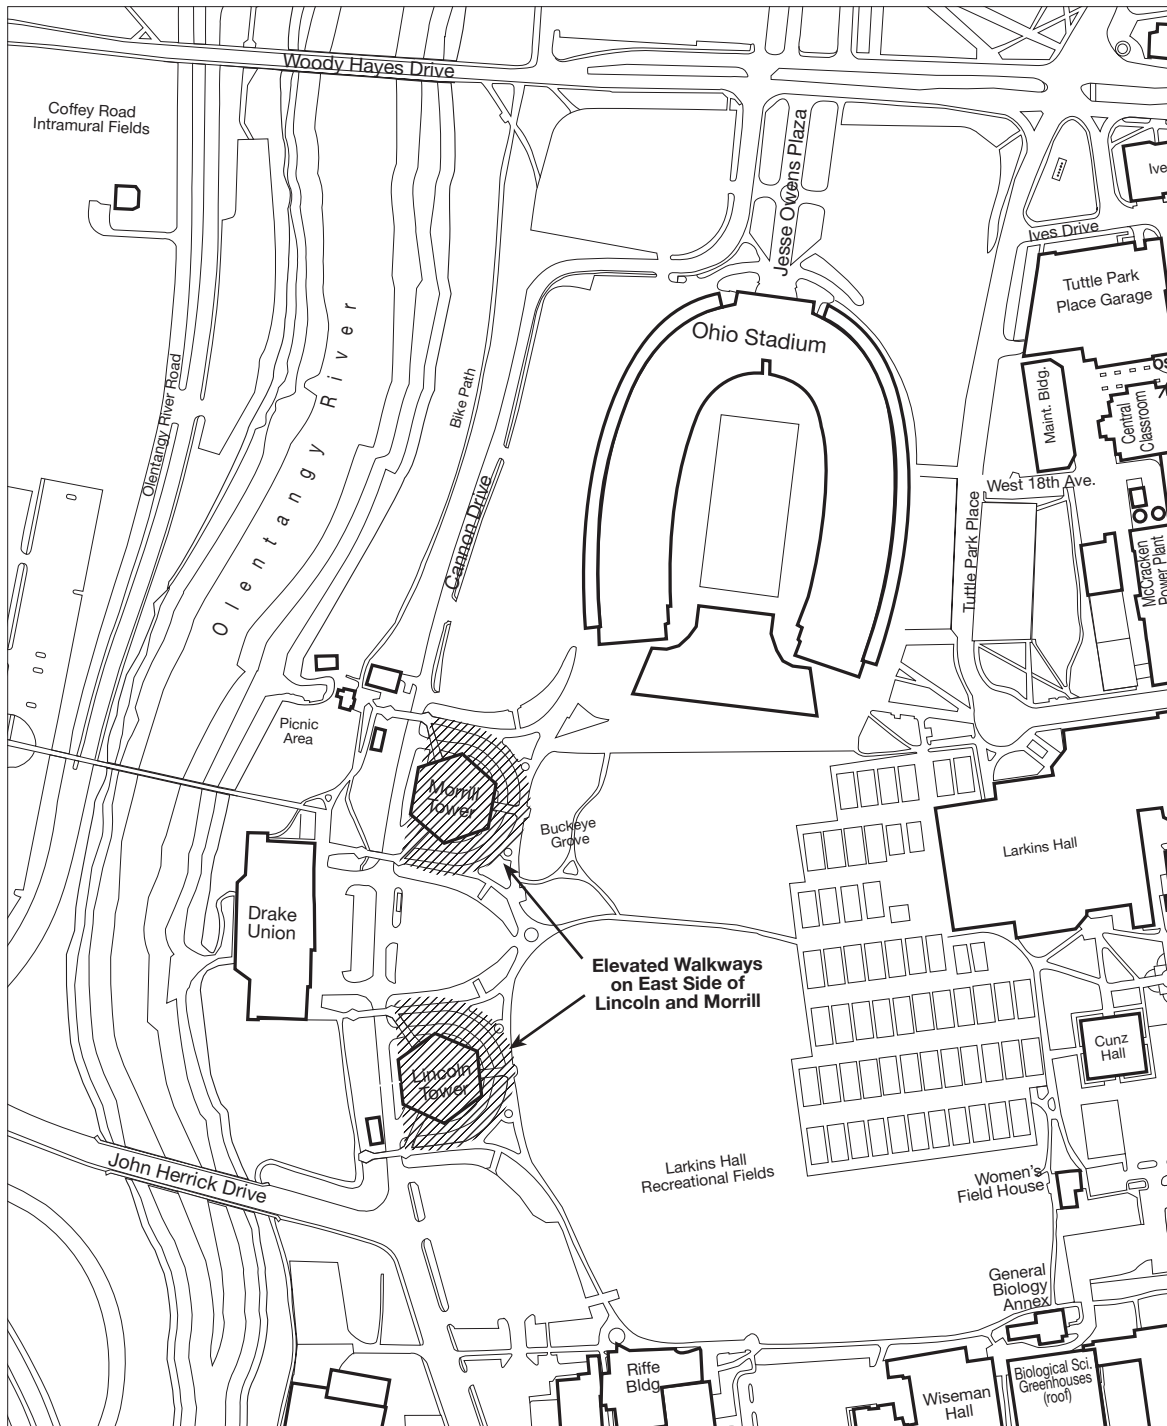 Woody Hayes Drive
Coffey Road
Intramural Fields
Jesse Owens Plaza
Ives Drive
Tuttle Park
Place Garage
Ohio Stadium
Olentangy River
Olentangy River Road
Bike Path
Cannon Drive
Maint. Bldg.
Central
Classroom
West 18th Ave.
Tuttle Park Place
McCracken
Power Plant
Picnic
Area
Morrill
Tower
Buckeye
Grove
Larkins Hall
Drake
Union
Elevated Walkways
on East Side of
Lincoln and Morrill
Cunz
Hall
Lincoln
Tower
John Herrick Drive
Larkins Hall
Recreational Fields
Women's
Field House
General
Biology
Annex
Riffe
Bldg.
Wiseman
Hall
Biological Sci.
Greenhouses
(roof)